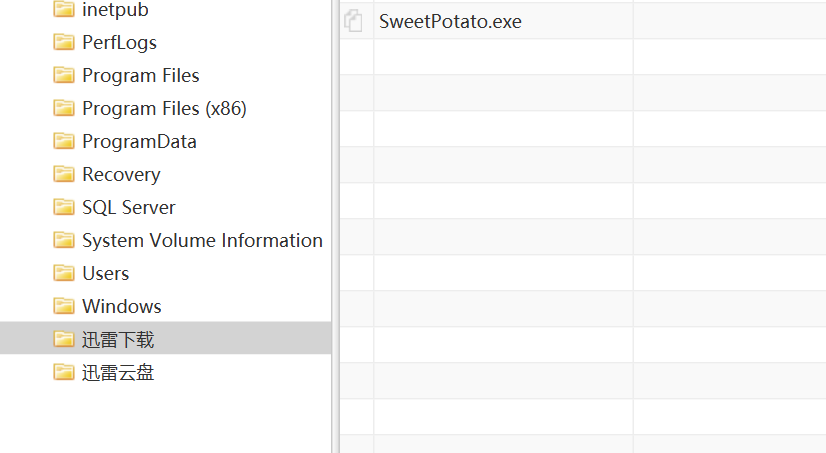 inetpub
PerfLogs
Program Files
Program Files (x86)
ProgramData
Recovery
SQL Server
System Volume Information
Users
Windows
迅雷下载
迅雷云盘
SweetPotato.exe